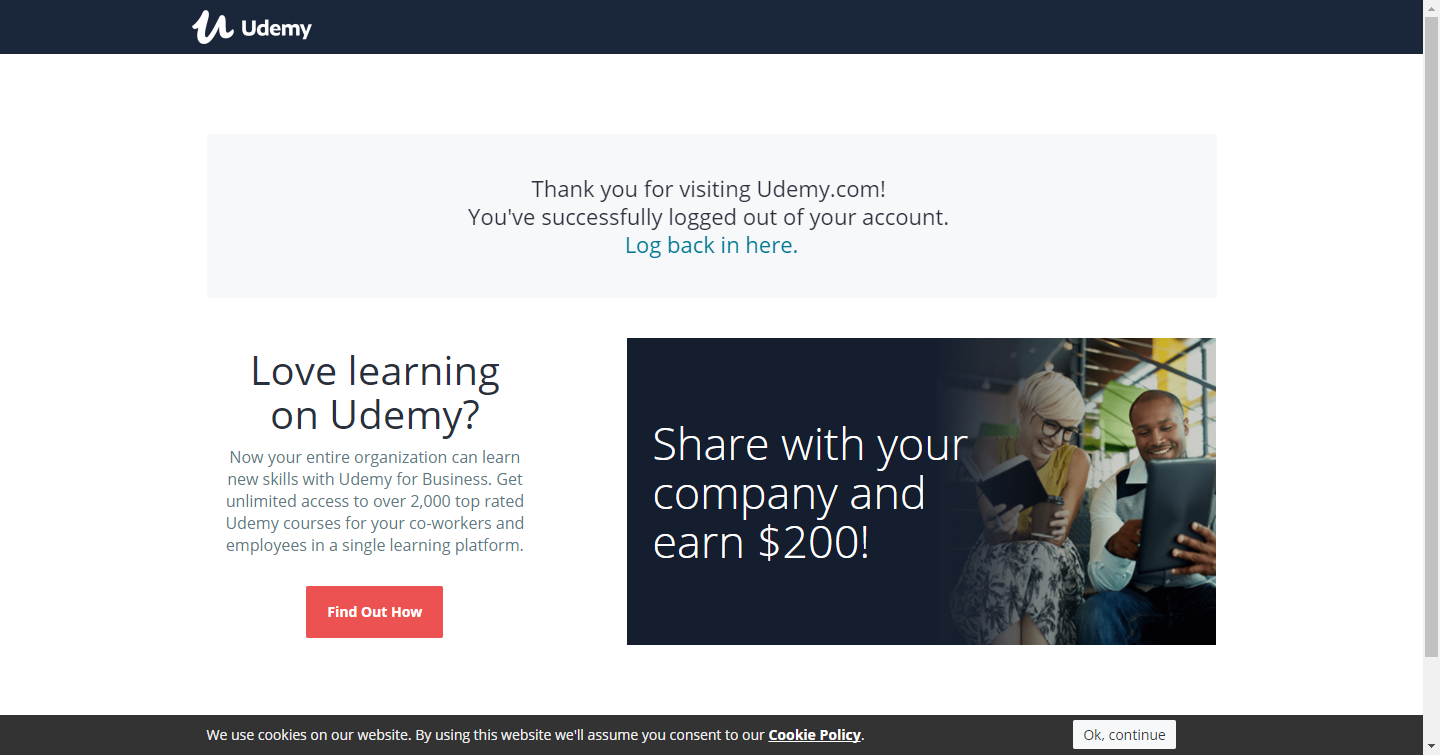 Udemy
Thank you for visiting Udemy.com!
You've successfully logged out of your account.
Log back in here.
Love learning
on Udemy?
Now your entire organization can learn
new skills with Udemy for Business. Get
unlimited access to over 2,000 top rated
Udemy courses for your co-workers and
employees in a single learning platform.
Find Out How
Share with your
company and
earn $200!
We use cookies on our website. By using this website we'll assume you consent to our Cookie Policy.
Ok, continue